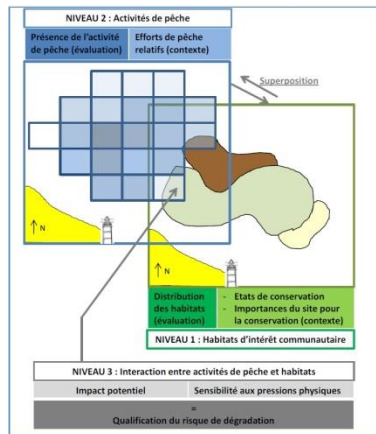 NIVEAU 2 : Activités de pêche
Présence de l'activité
de pêche (évaluation)
Efforts de pêche
relatifs (contexte)
Superposition
N
N
Distribution
des habitats
(évaluation)
- Etats de conservation
- Importances du site pour
la conservation (contexte)
NIVEAU 1 : Habitats d'intérêt communautaire
NIVEAU 3 : Interaction entre activités de pêche et habitats
Impact potentiel
Sensibilité aux pressions physiques
=
Qualification du risque de dégradation